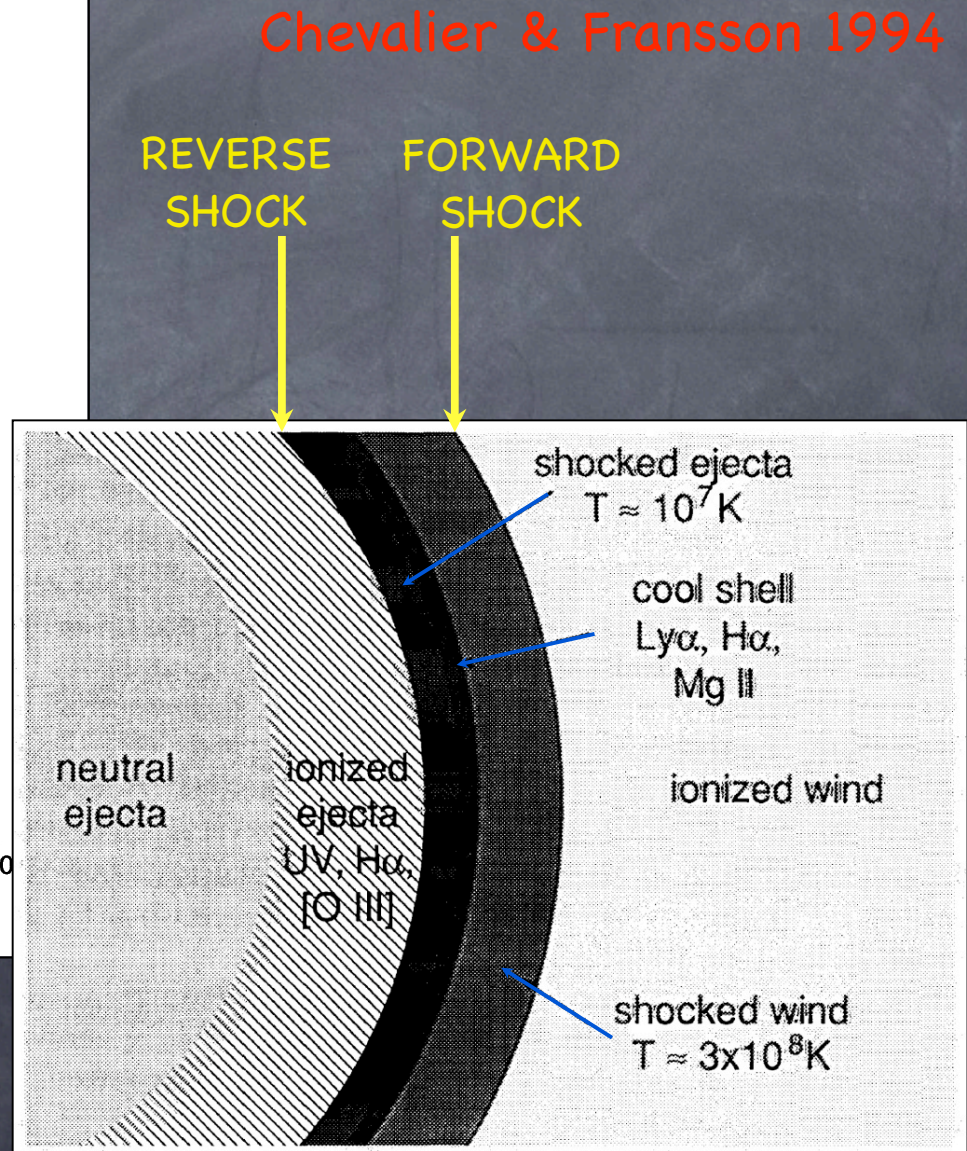 Chevalier & Fransson 1994
REVERSE
SHOCK
FORWARD
SHOCK
shocked ejecta
T ≈ 10⁷K
cool shell
Lyα, Hα,
Mg II
neutral
ejecta
ionized
ejecta
UV, Hα,
[O III]
ionized wind
shocked wind
T ≈ 3x10⁸K